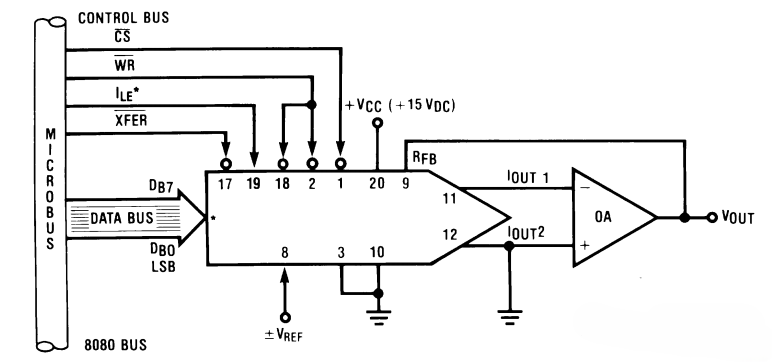 CONTROL BUS
CS
WR
ILE*
XFER
+VCC (+15 VDC)
MICROBUS
RFB
17 19 18 2 1 20 9
IOUT 1
11
DB7
DATA BUS
*
OA
−
+
VOUT
12
IOUT2
DB0
LSB
8 3 10
±VREF
8080 BUS